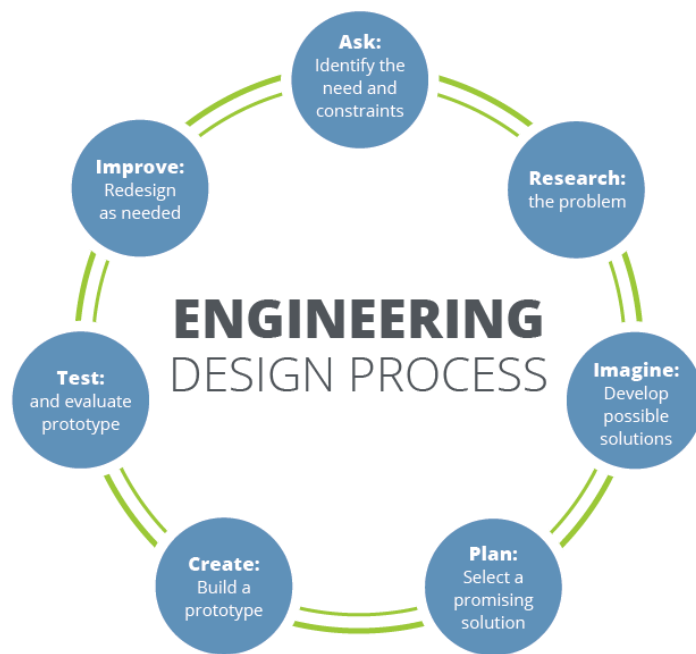 Ask:
Identify the
need and
constraints
Research:
the problem
Imagine:
Develop
possible
solutions
Plan:
Select a
promising
solution
Create:
Build a
prototype
Test:
and evaluate
prototype
Improve:
Redesign
as needed
ENGINEERING
DESIGN PROCESS